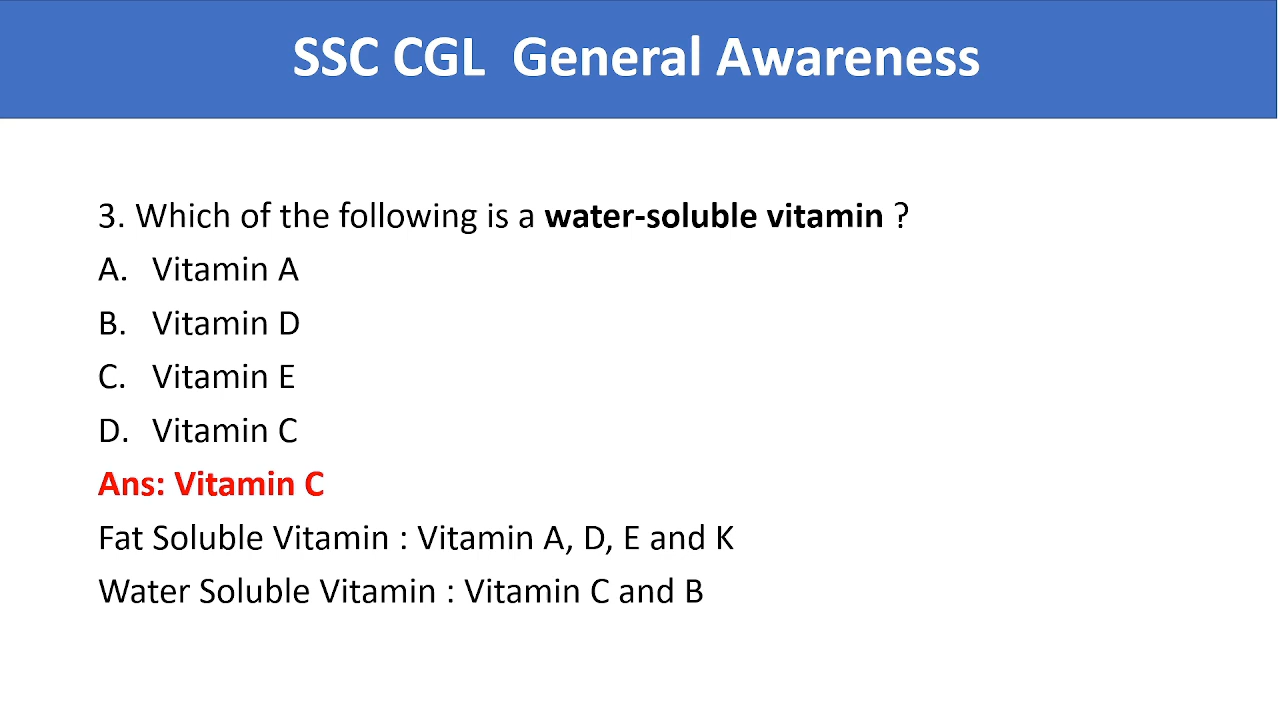 SSC CGL General Awareness
3. Which of the following is a water-soluble vitamin ?
A. Vitamin A
B. Vitamin D
C. Vitamin E
D. Vitamin C
Ans: Vitamin C
Fat Soluble Vitamin : Vitamin A, D, E and K
Water Soluble Vitamin : Vitamin C and B